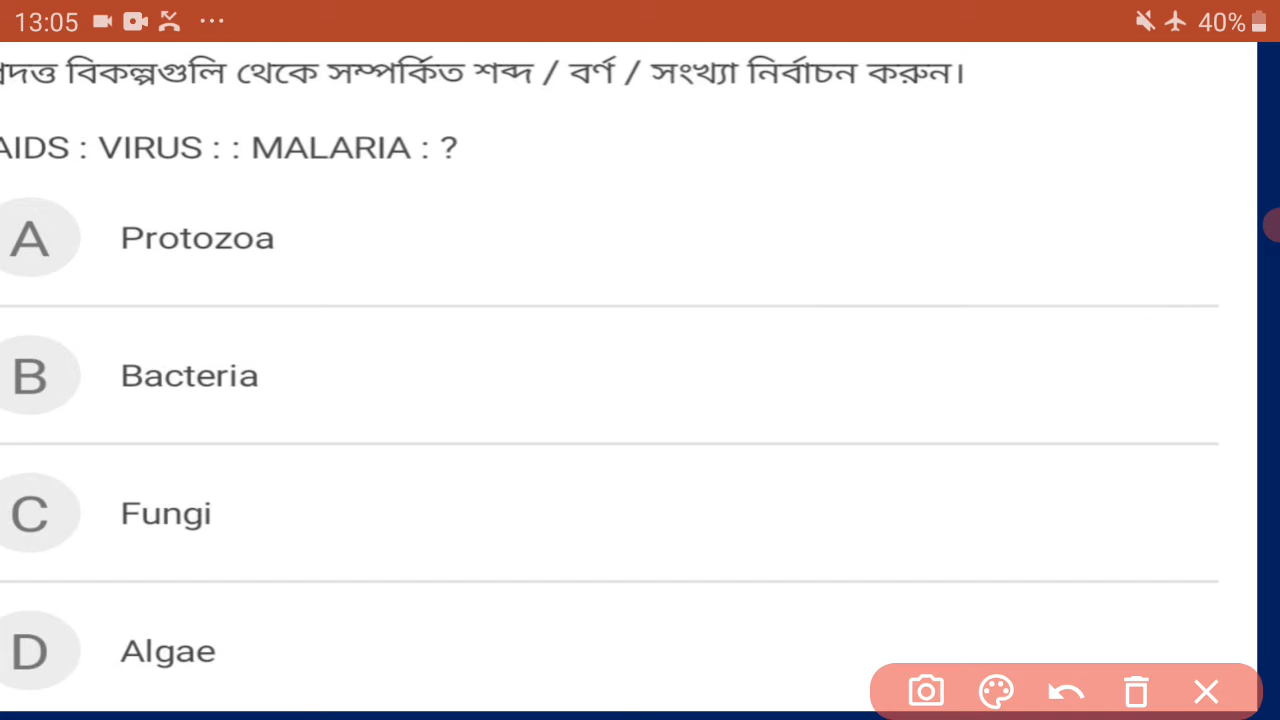 13:05 ... 40%
প্রদত্ত বিকল্পগুলি থেকে সম্পর্কিত শব্দ / বর্ণ / সংখ্যা নির্বাচন করুন।
AIDS : VIRUS : : MALARIA : ?
A Protozoa
B Bacteria
C Fungi
D Algae